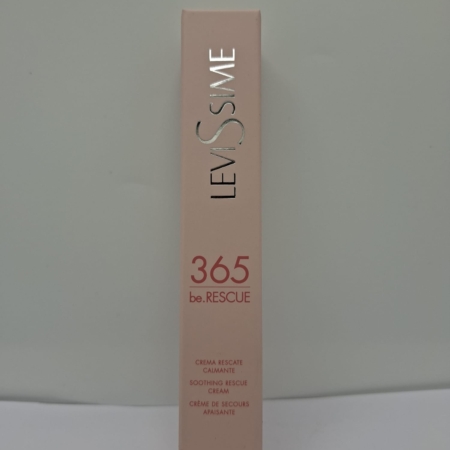 LEVISSIME
365
be.RESCUE
CREMA RESCATE
CALMANTE
SOOTHING RESCUE
CREAM
CRÈME DE SECOURS
APAISANTE